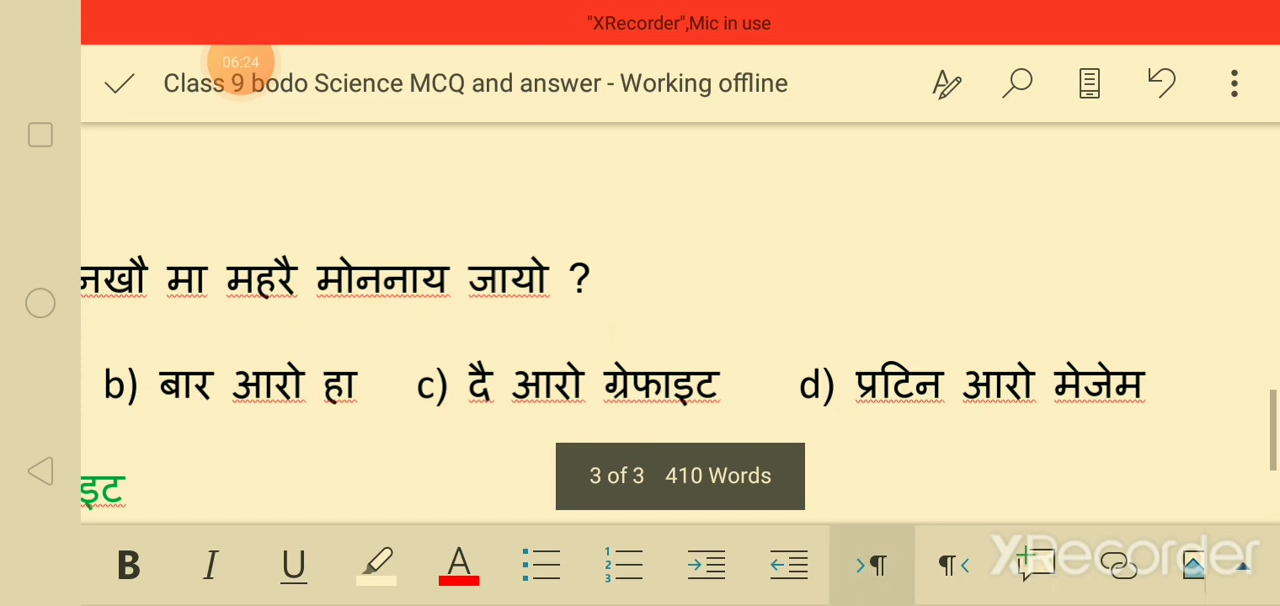 "XRecorder",Mic in use
06:24
Class 9 bodo Science MCQ and answer - Working offline
नखौ मा महरै मोननाय जायो ?
b) बार आरो हा c) दै आरो ग्रेफाइट d) प्रटिन आरो मेजेम
इट
3 of 3 410 Words
B I U A
XRecorder